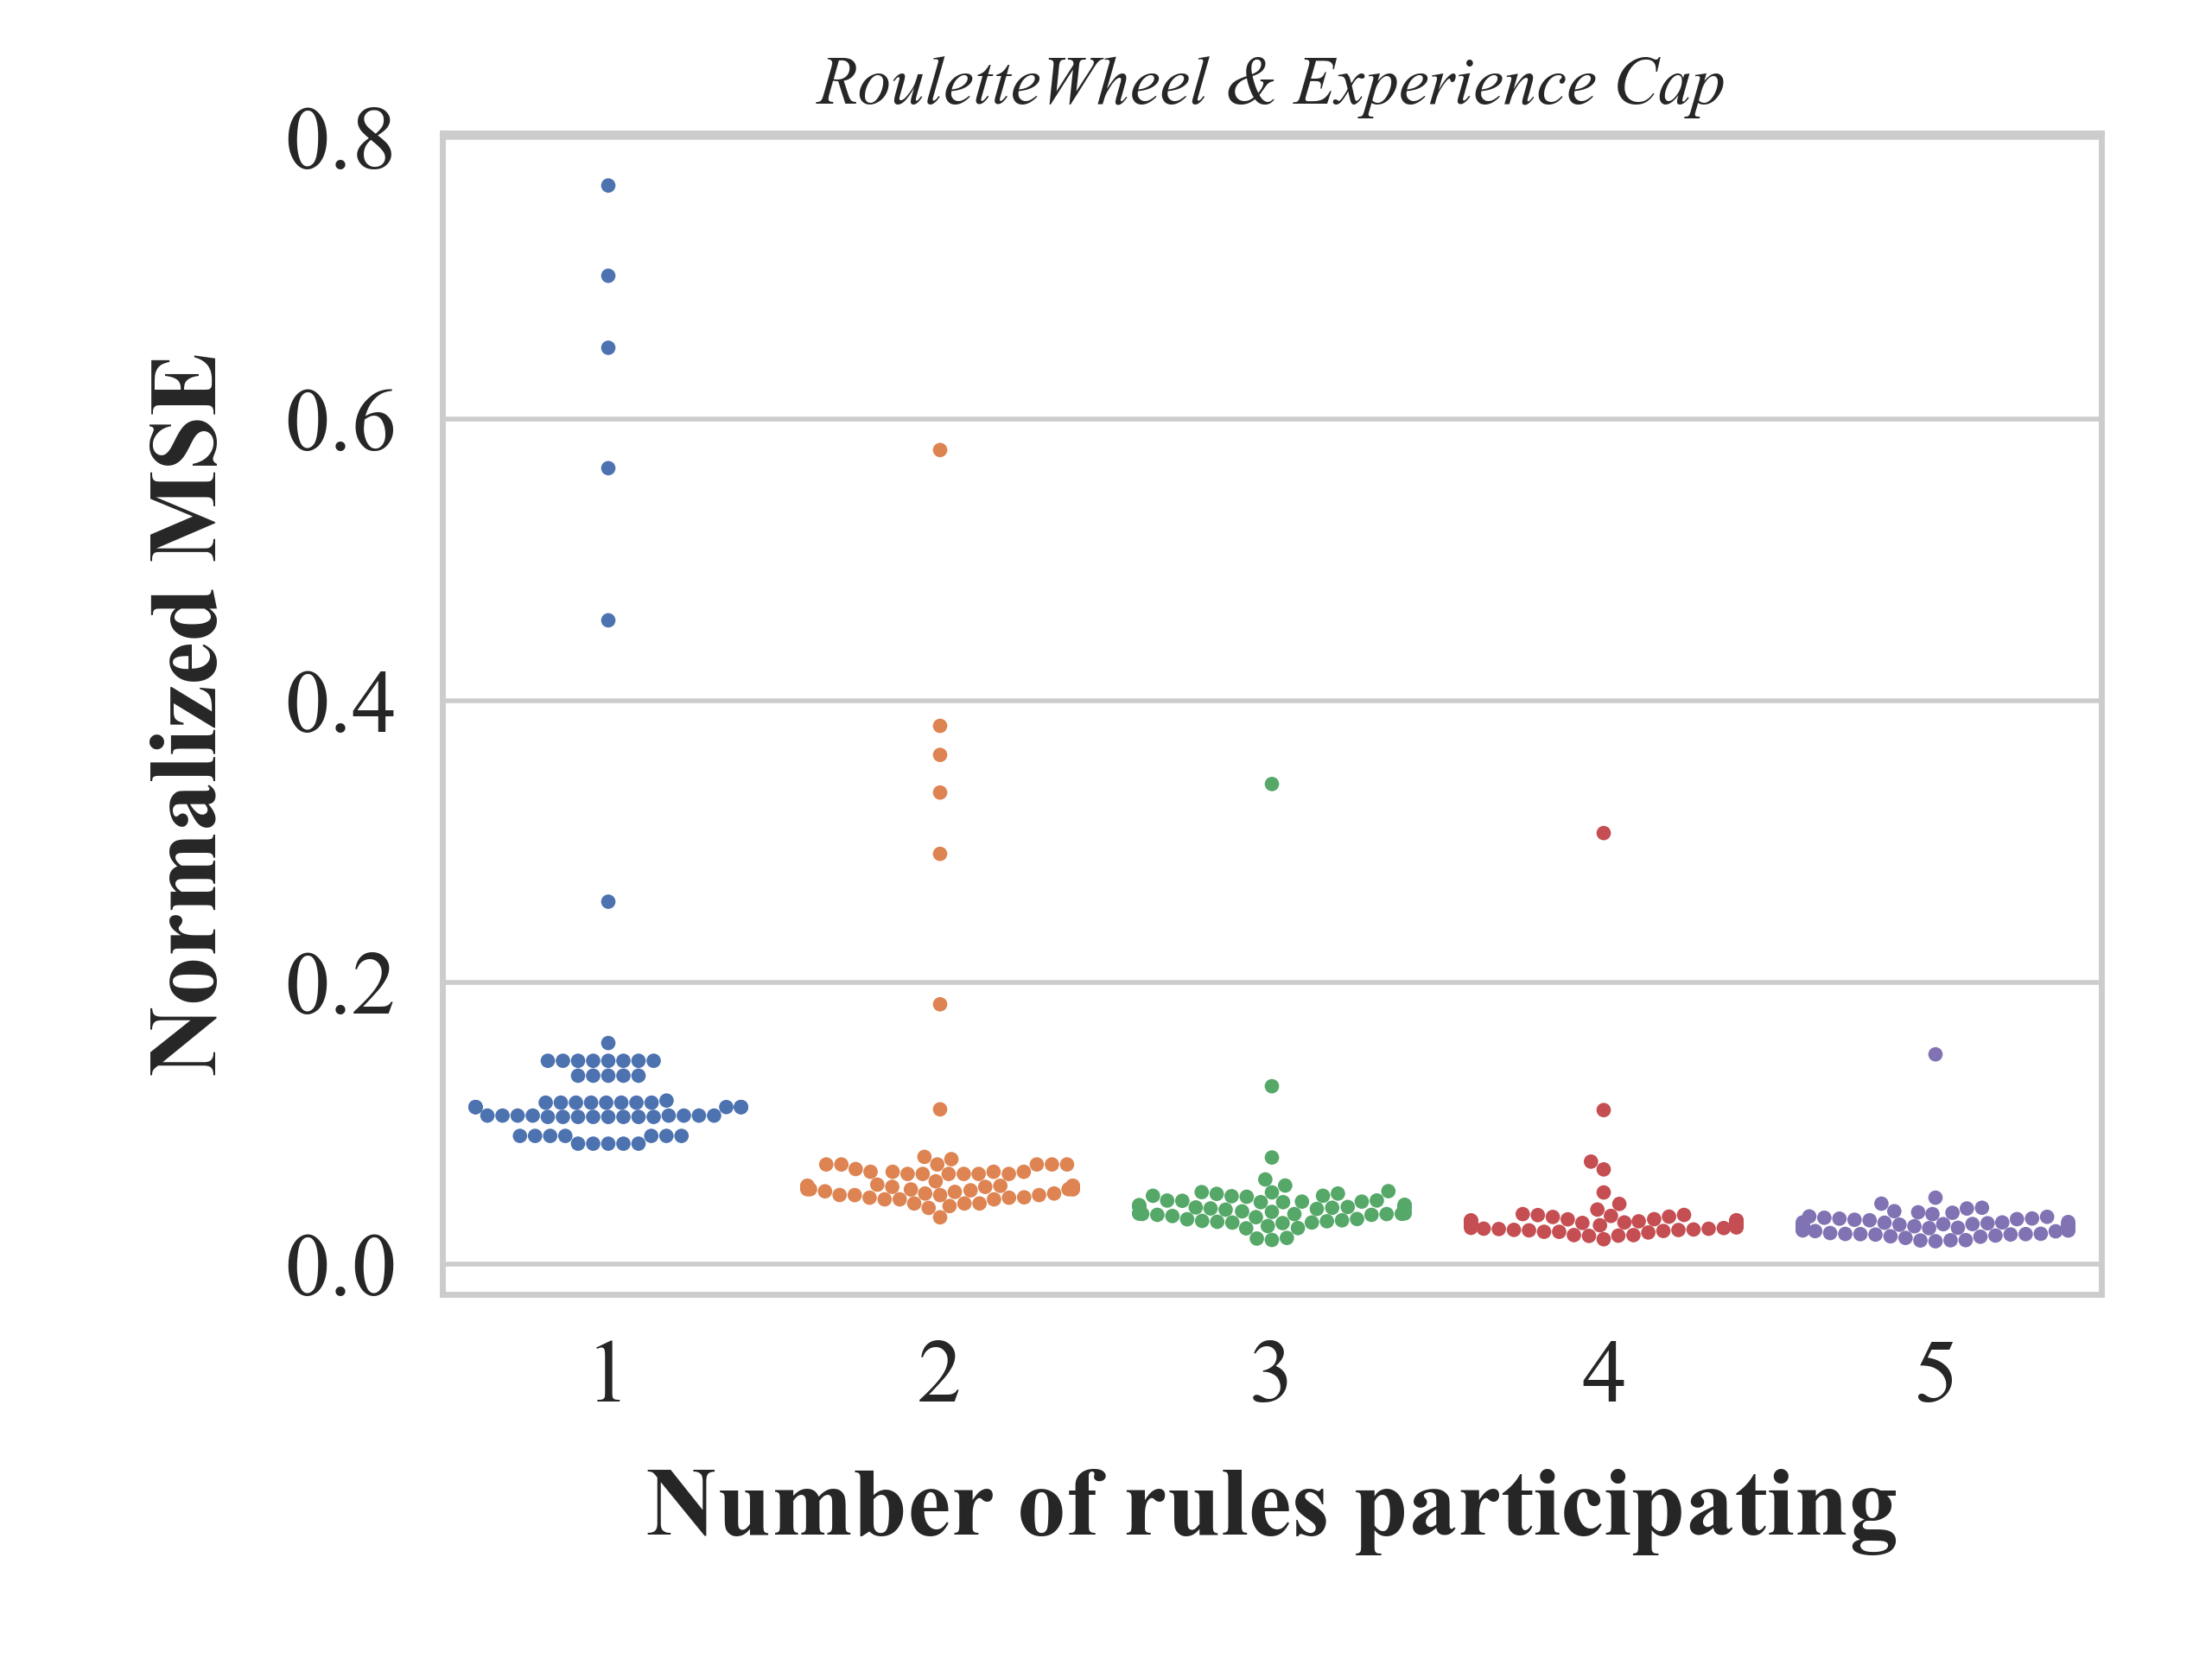 RouletteWheel & Experience Cap
0.8
0.6
0.4
0.2
0.0
Normalized MSE
1 2 3 4 5
Number of rules participating